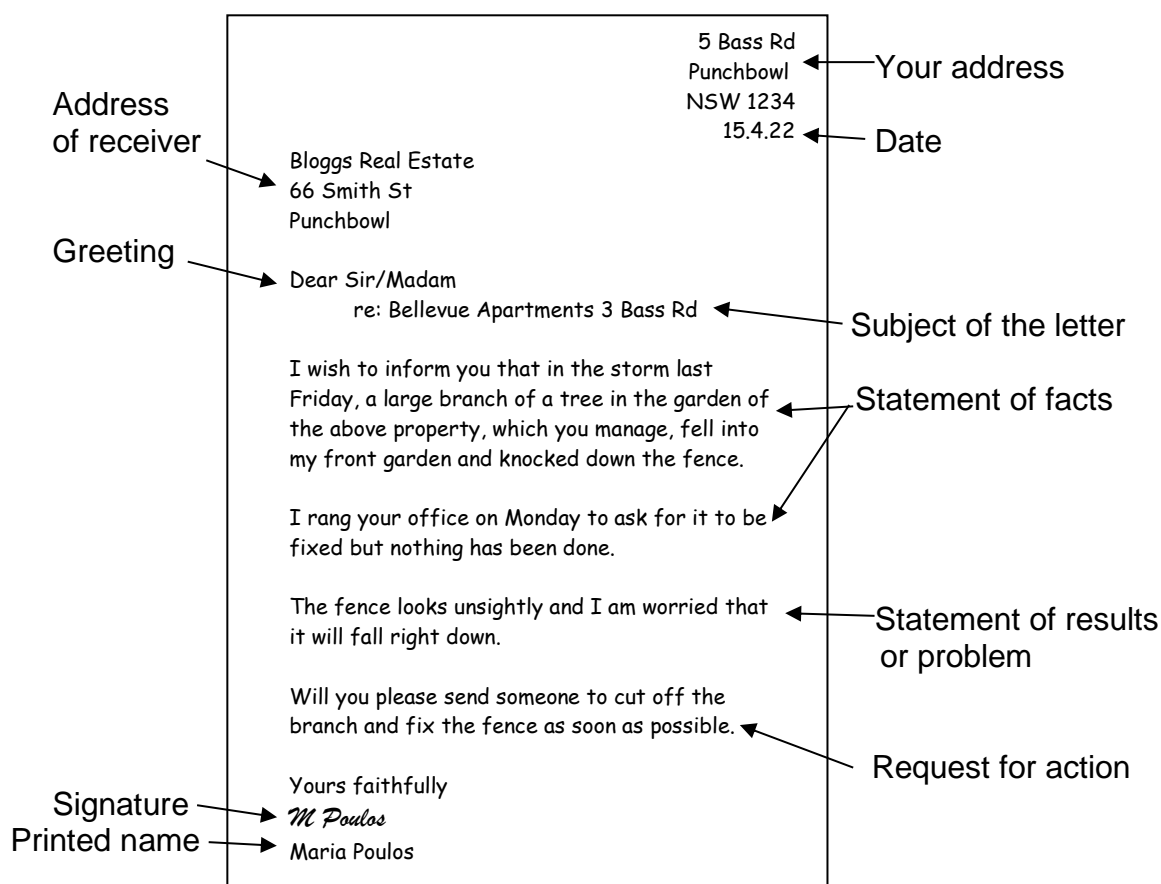 5 Bass Rd
Punchbowl
NSW 1234
15.4.22
Your address
Date
Address
of receiver
Bloggs Real Estate
66 Smith St
Punchbowl
Greeting
Dear Sir/Madam
re: Bellevue Apartments 3 Bass Rd
Subject of the letter
I wish to inform you that in the storm last
Friday, a large branch of a tree in the garden of
the above property, which you manage, fell into
my front garden and knocked down the fence.
Statement of facts
I rang your office on Monday to ask for it to be
fixed but nothing has been done.
The fence looks unsightly and I am worried that
it will fall right down.
Statement of results
or problem
Will you please send someone to cut off the
branch and fix the fence as soon as possible.
Request for action
Yours faithfully
Signature
M Poulos
Printed name
Maria Poulos